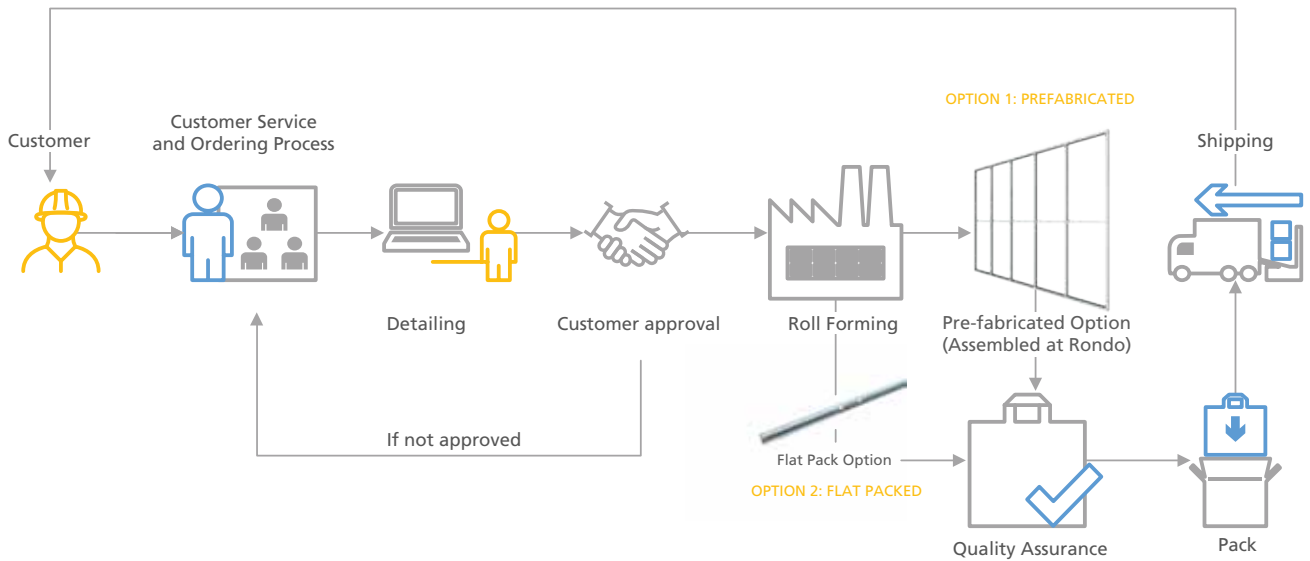 OPTION 1: PREFABRICATED
Customer Service
and Ordering Process
Customer
Shipping
Detailing
Customer approval
Roll Forming
Pre-fabricated Option
(Assembled at Rondo)
If not approved
Flat Pack Option
OPTION 2: FLAT PACKED
Quality Assurance
Pack